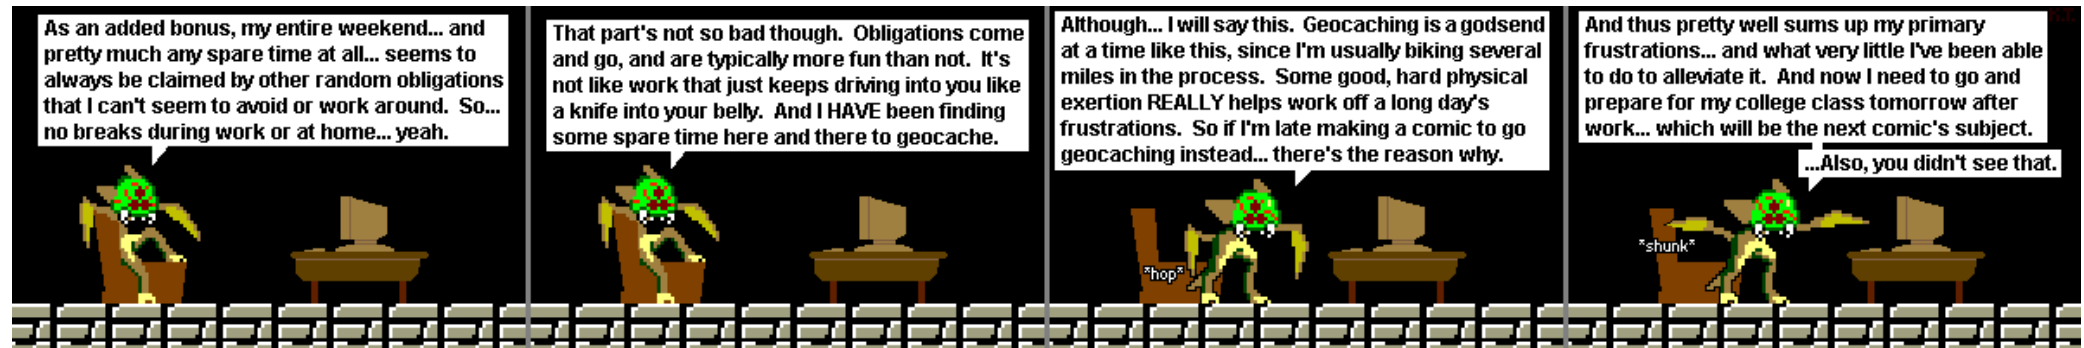 As an added bonus, my entire weekend... and
pretty much any spare time at all... seems to
always be claimed by other random obligations
that I can't seem to avoid or work around.  So...
no breaks during work or at home... yeah.
That part's not so bad though.  Obligations come
and go, and are typically more fun than not.  It's
not like work that just keeps driving into you like
a knife into your belly.  And I HAVE been finding
some spare time here and there to geocache.
Although... I will say this.  Geocaching is a godsend
at a time like this, since I'm usually biking several
miles in the process.  Some good, hard physical
exertion REALLY helps work off a long day's
frustrations.  So if I'm late making a comic to go
geocaching instead... there's the reason why.
*hop*
And thus pretty well sums up my primary
frustrations... and what very little I've been able
to do to alleviate it.  And now I need to go and
prepare for my college class tomorrow after
work... which will be the next comic's subject.
...Also, you didn't see that.
*shunk*